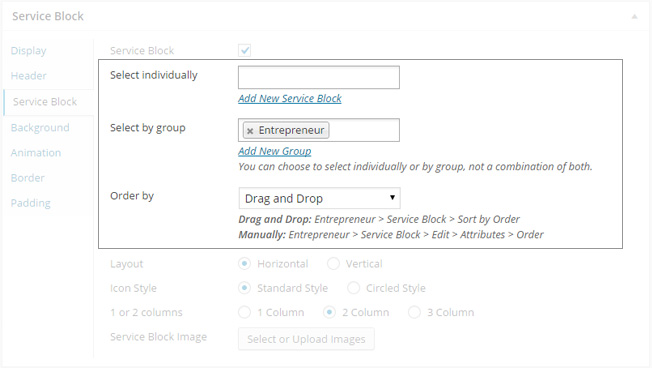 Service Block
Display
Header
Service Block
Background
Animation
Border
Padding
Service Block
Select individually
Add New Service Block
Select by group
Entrepreneur
Add New Group
You can choose to select individually or by group, not a combination of both.
Order by
Drag and Drop
Drag and Drop: Entrepreneur > Service Block > Sort by Order
Manually: Entrepreneur > Service Block > Edit > Attributes > Order
Layout Horizontal Vertical
Icon Style Standard Style Circled Style
1 or 2 columns 1 Column 2 Column 3 Column
Service Block Image Select or Upload Images